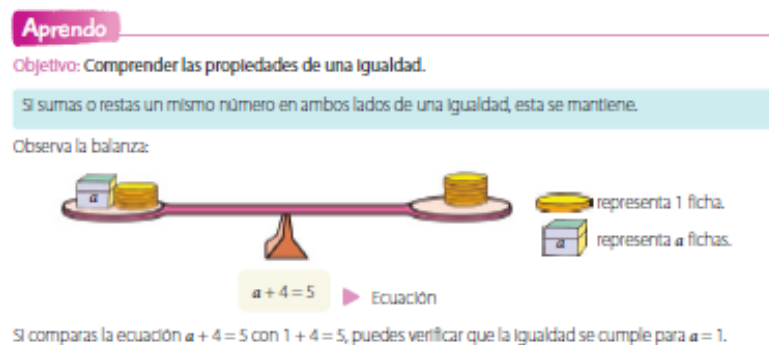 Aprendo
Objetivo: Comprender las propiedades de una igualdad.
Si sumas o restas un mismo número en ambos lados de una igualdad, esta se mantiene.
Observa la balanza:
a
representa 1 ficha.
a representa a fichas.
a + 4 = 5 Ecuación
Si comparas la ecuación a + 4 = 5 con 1 + 4 = 5, puedes verificar que la igualdad se cumple para a = 1.